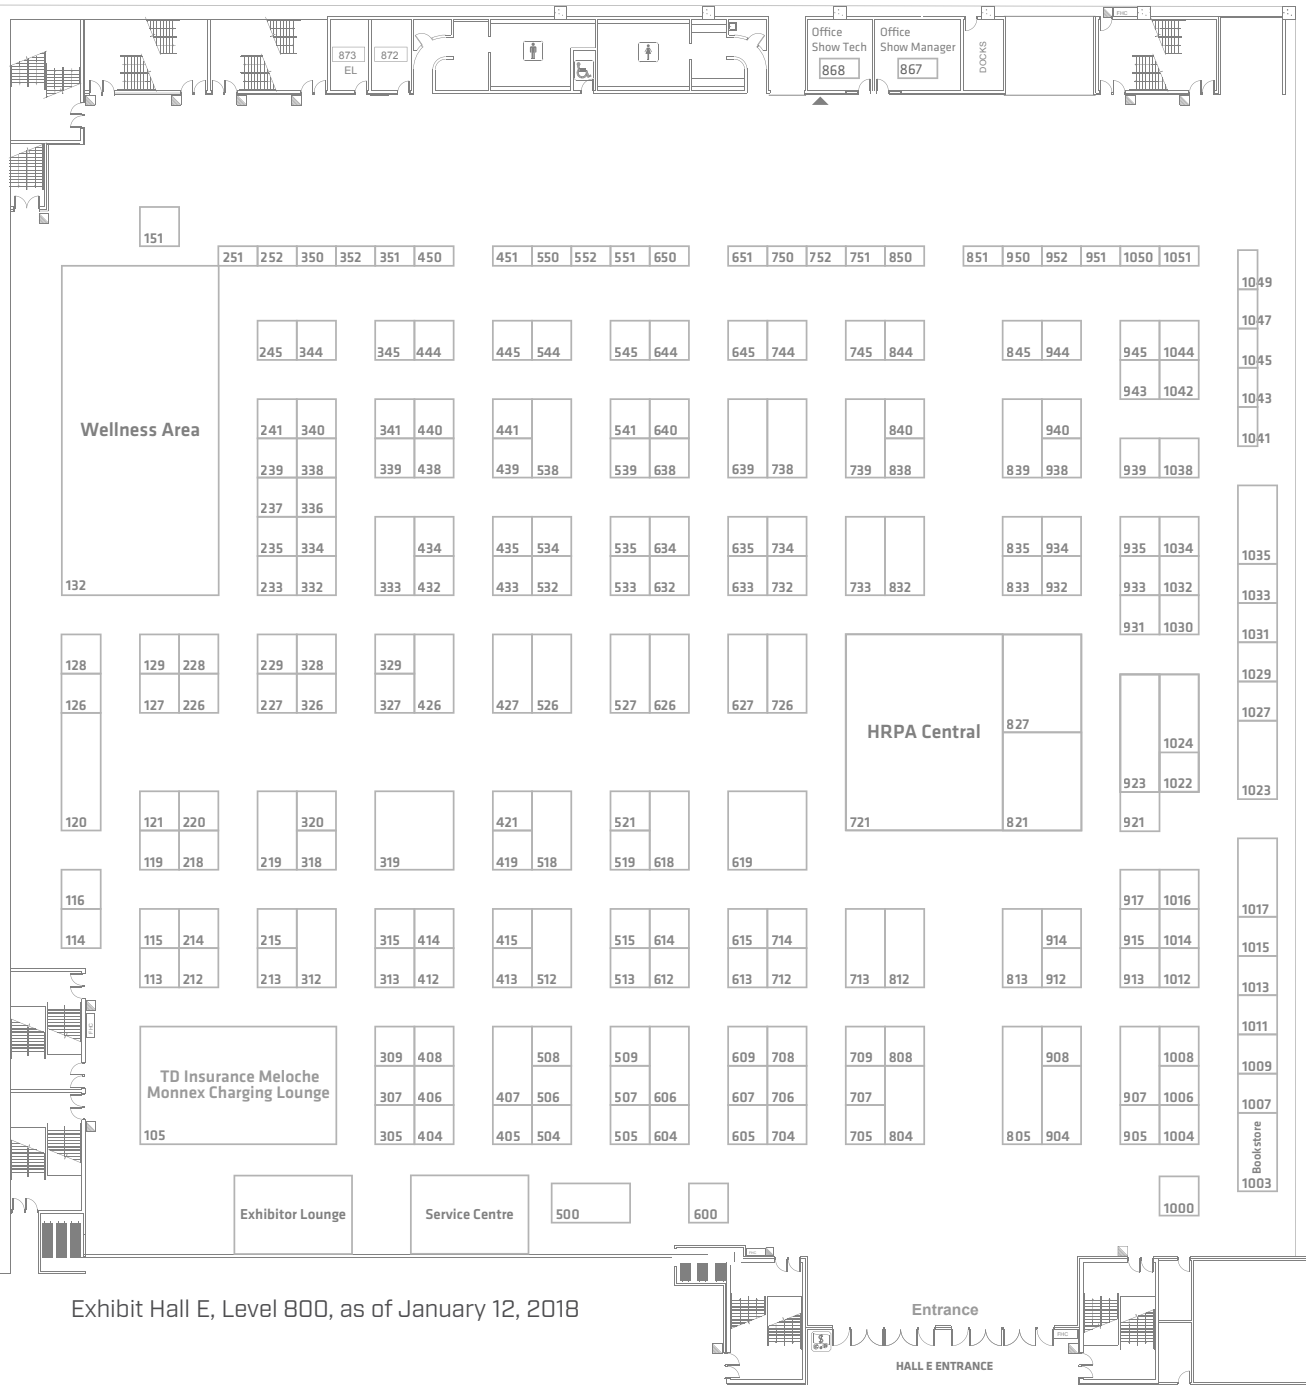 FHC
Office
Show Tech
868
Office
Show Manager
867
DOCKS
873
EL
872
151
251 252 350 352 351 450
451 550 552 551 650
651 750 752 751 850
851 950 952 951 1050 1051
1049
1047
1045
1043
1041
245 344 345 444 445 544 545 644 645 744 745 844 845 944 945 1044
943 1042
Wellness Area
132
241 340 341 440 441 541 640 840 940
239 338 339 438 439 538 539 638 639 738 739 838 839 938 939 1038
237 336
235 334 434 435 534 535 634 635 734 835 934 935 1034
233 332 333 432 433 532 533 632 633 732 733 832 833 932 933 1032
931 1030
1035
1033
1031
1029
1027
1023
128 129 228 229 328 329
126 127 226 227 326 327 426 427 526 527 626 627 726
HRPA Central
721
827
821
1024
923 1022
921
120 121 220 320 421 521
119 218 219 318 319 419 518 519 618 619
116
114
917 1016
115 214 215 315 414 415 515 614 615 714 914 915 1014
113 212 213 312 313 412 413 512 513 612 613 712 713 812 813 912 913 1012
1017
1015
1013
1011
1009
1007
Bookstore
1003
FHC
TD Insurance Meloche
Monnex Charging Lounge
105
309 408 508 509 609 708 709 808 908 1008
307 406 407 506 507 606 607 706 707 907 1006
305 404 405 504 505 604 605 704 705 804 805 904 905 1004
Exhibitor Lounge
Service Centre
500
600
1000
FHC
Exhibit Hall E, Level 800, as of January 12, 2018
Entrance
FHC
HALL E ENTRANCE